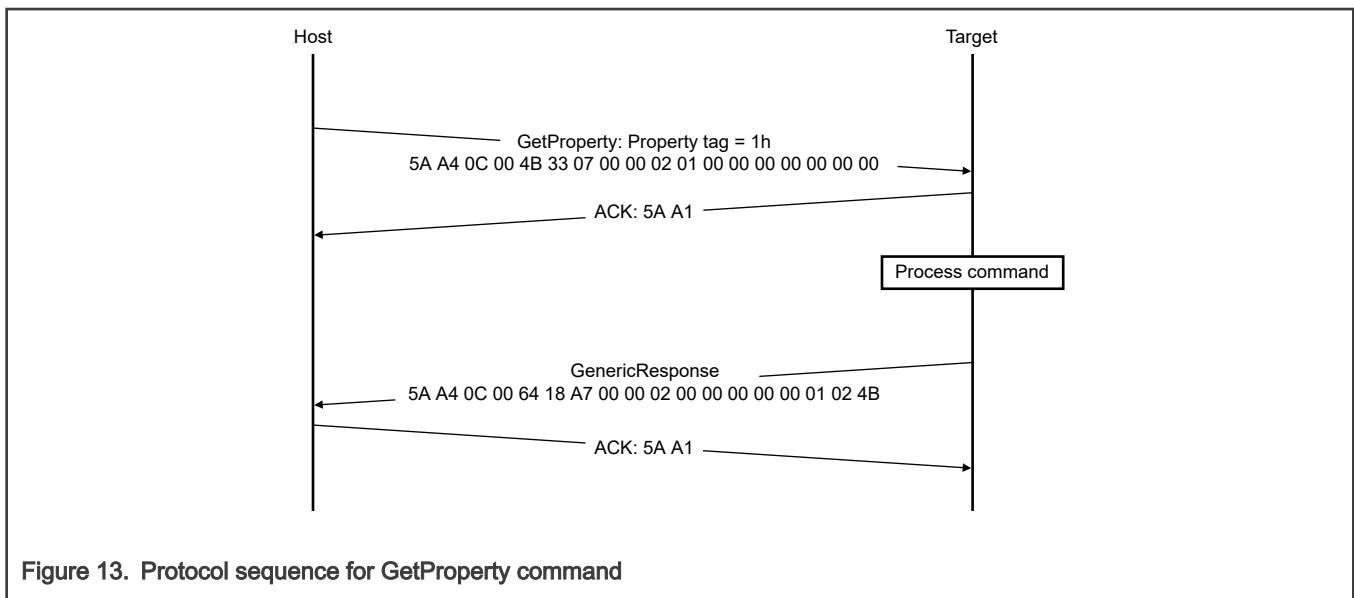 Host
Target
GetProperty: Property tag = 1h
5A A4 0C 00 4B 33 07 00 00 02 01 00 00 00 00 00 00 00
ACK: 5A A1
Process command
GenericResponse
5A A4 0C 00 64 18 A7 00 00 02 00 00 00 00 00 01 02 4B
ACK: 5A A1
Figure 13. Protocol sequence for GetProperty command